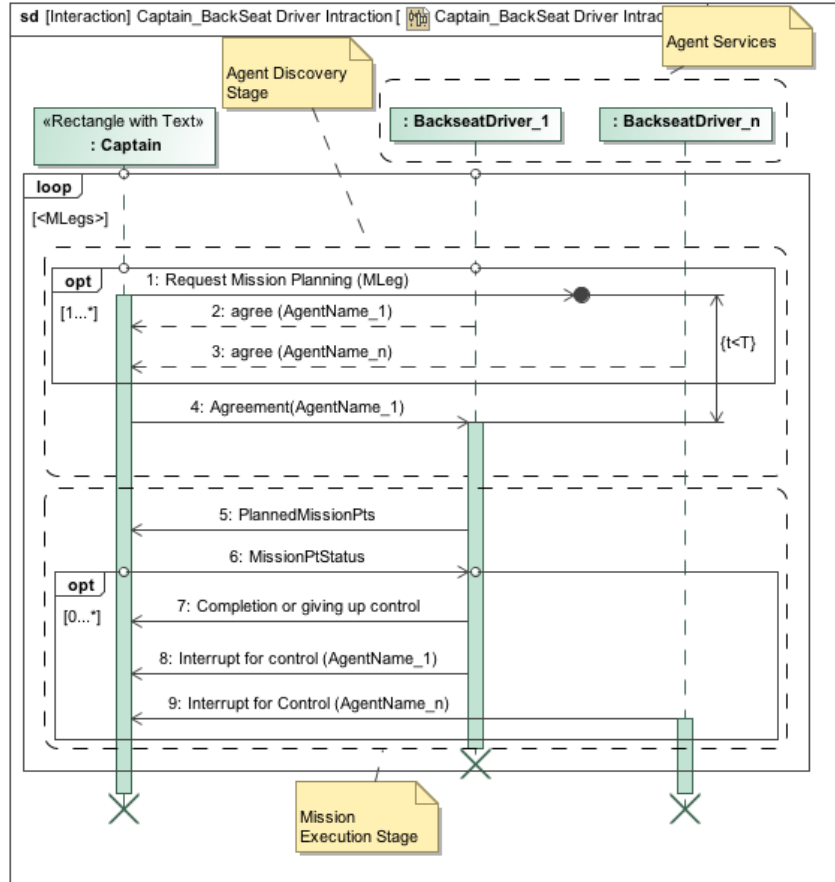 sd [Interaction] Captain_BackSeat Driver Intraction [ Captain_BackSeat Driver Intrac
Agent Services
Agent Discovery
Stage
«Rectangle with Text»
: Captain
: BackseatDriver_1
: BackseatDriver_n
loop
[<MLegs>]
opt
1: Request Mission Planning (MLeg)
[1...*]
2: agree (AgentName_1)
{t<T}
3: agree (AgentName_n)
4: Agreement(AgentName_1)
5: PlannedMissionPts
6: MissionPtStatus
opt
[0...*]
7: Completion or giving up control
8: Interrupt for control (AgentName_1)
9: Interrupt for Control (AgentName_n)
Mission
Execution Stage